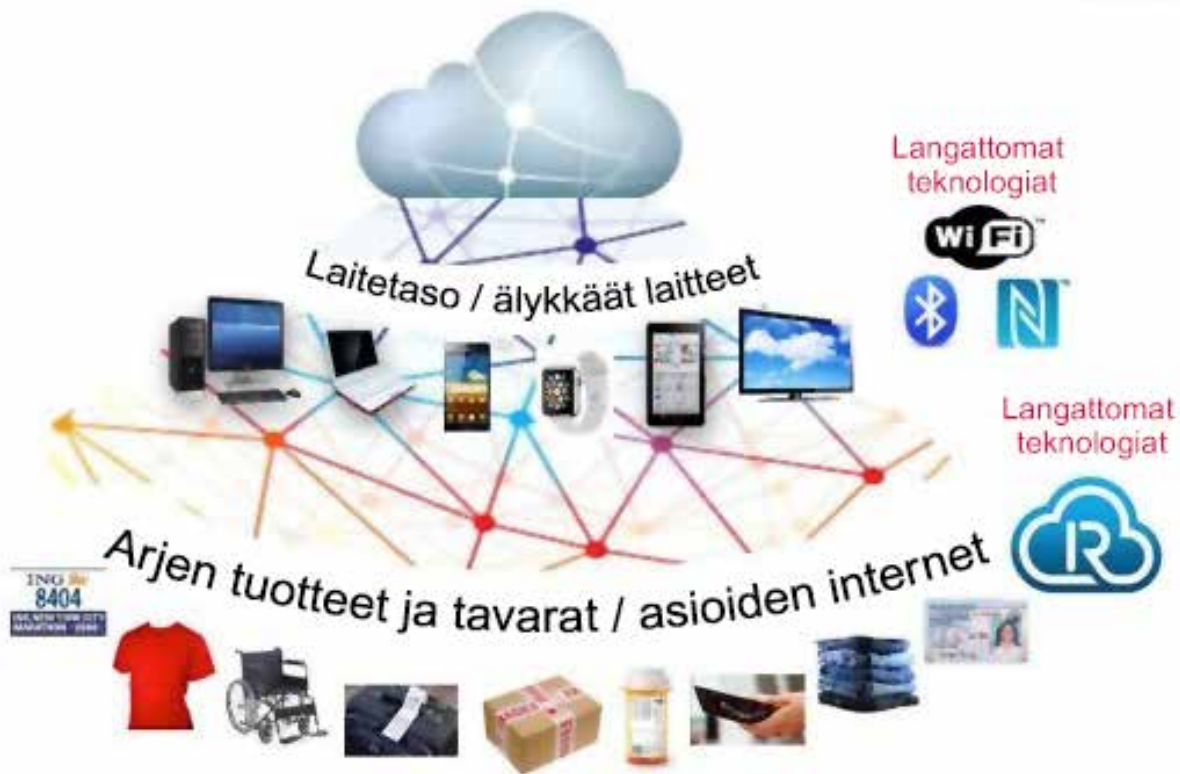 Langattomat
teknologiat
WiFi
Laitetaso / älykkäät laitteet
Langattomat
teknologiat
R
Arjen tuotteet ja tavarat / asioiden internet
ING
8404